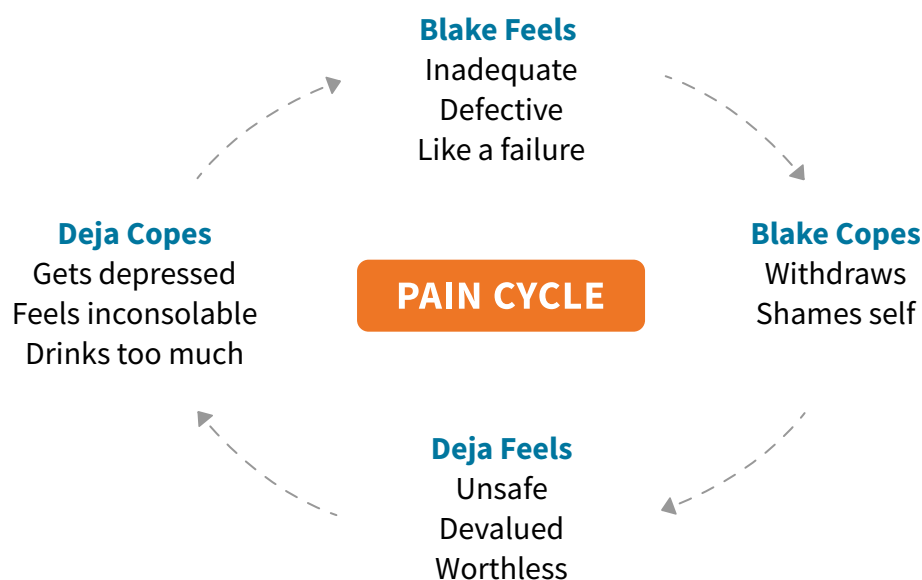 Blake Feels
Inadequate
Defective
Like a failure
Deja Copes
Gets depressed
Feels inconsolable
Drinks too much
PAIN CYCLE
Blake Copes
Withdraws
Shames self
Deja Feels
Unsafe
Devalued
Worthless